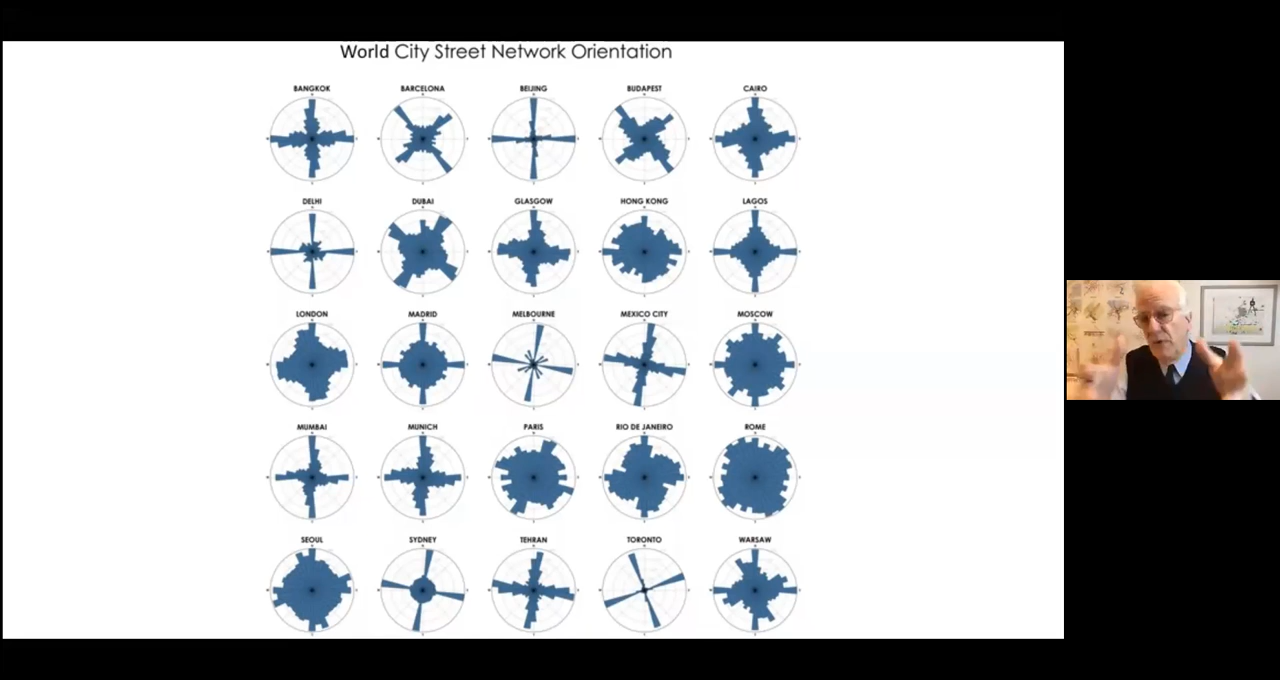 World City Street Network Orientation
BANGKOK BARCELONA BEIJING BUDAPEST CAIRO
DELHI DUBAI GLASGOW HONG KONG LAGOS
LONDON MADRID MELBOURNE MEXICO CITY MOSCOW
MUMBAI MUNICH PARIS RIO DE JANEIRO ROME
SEOUL SYDNEY TEHRAN TORONTO WARSAW